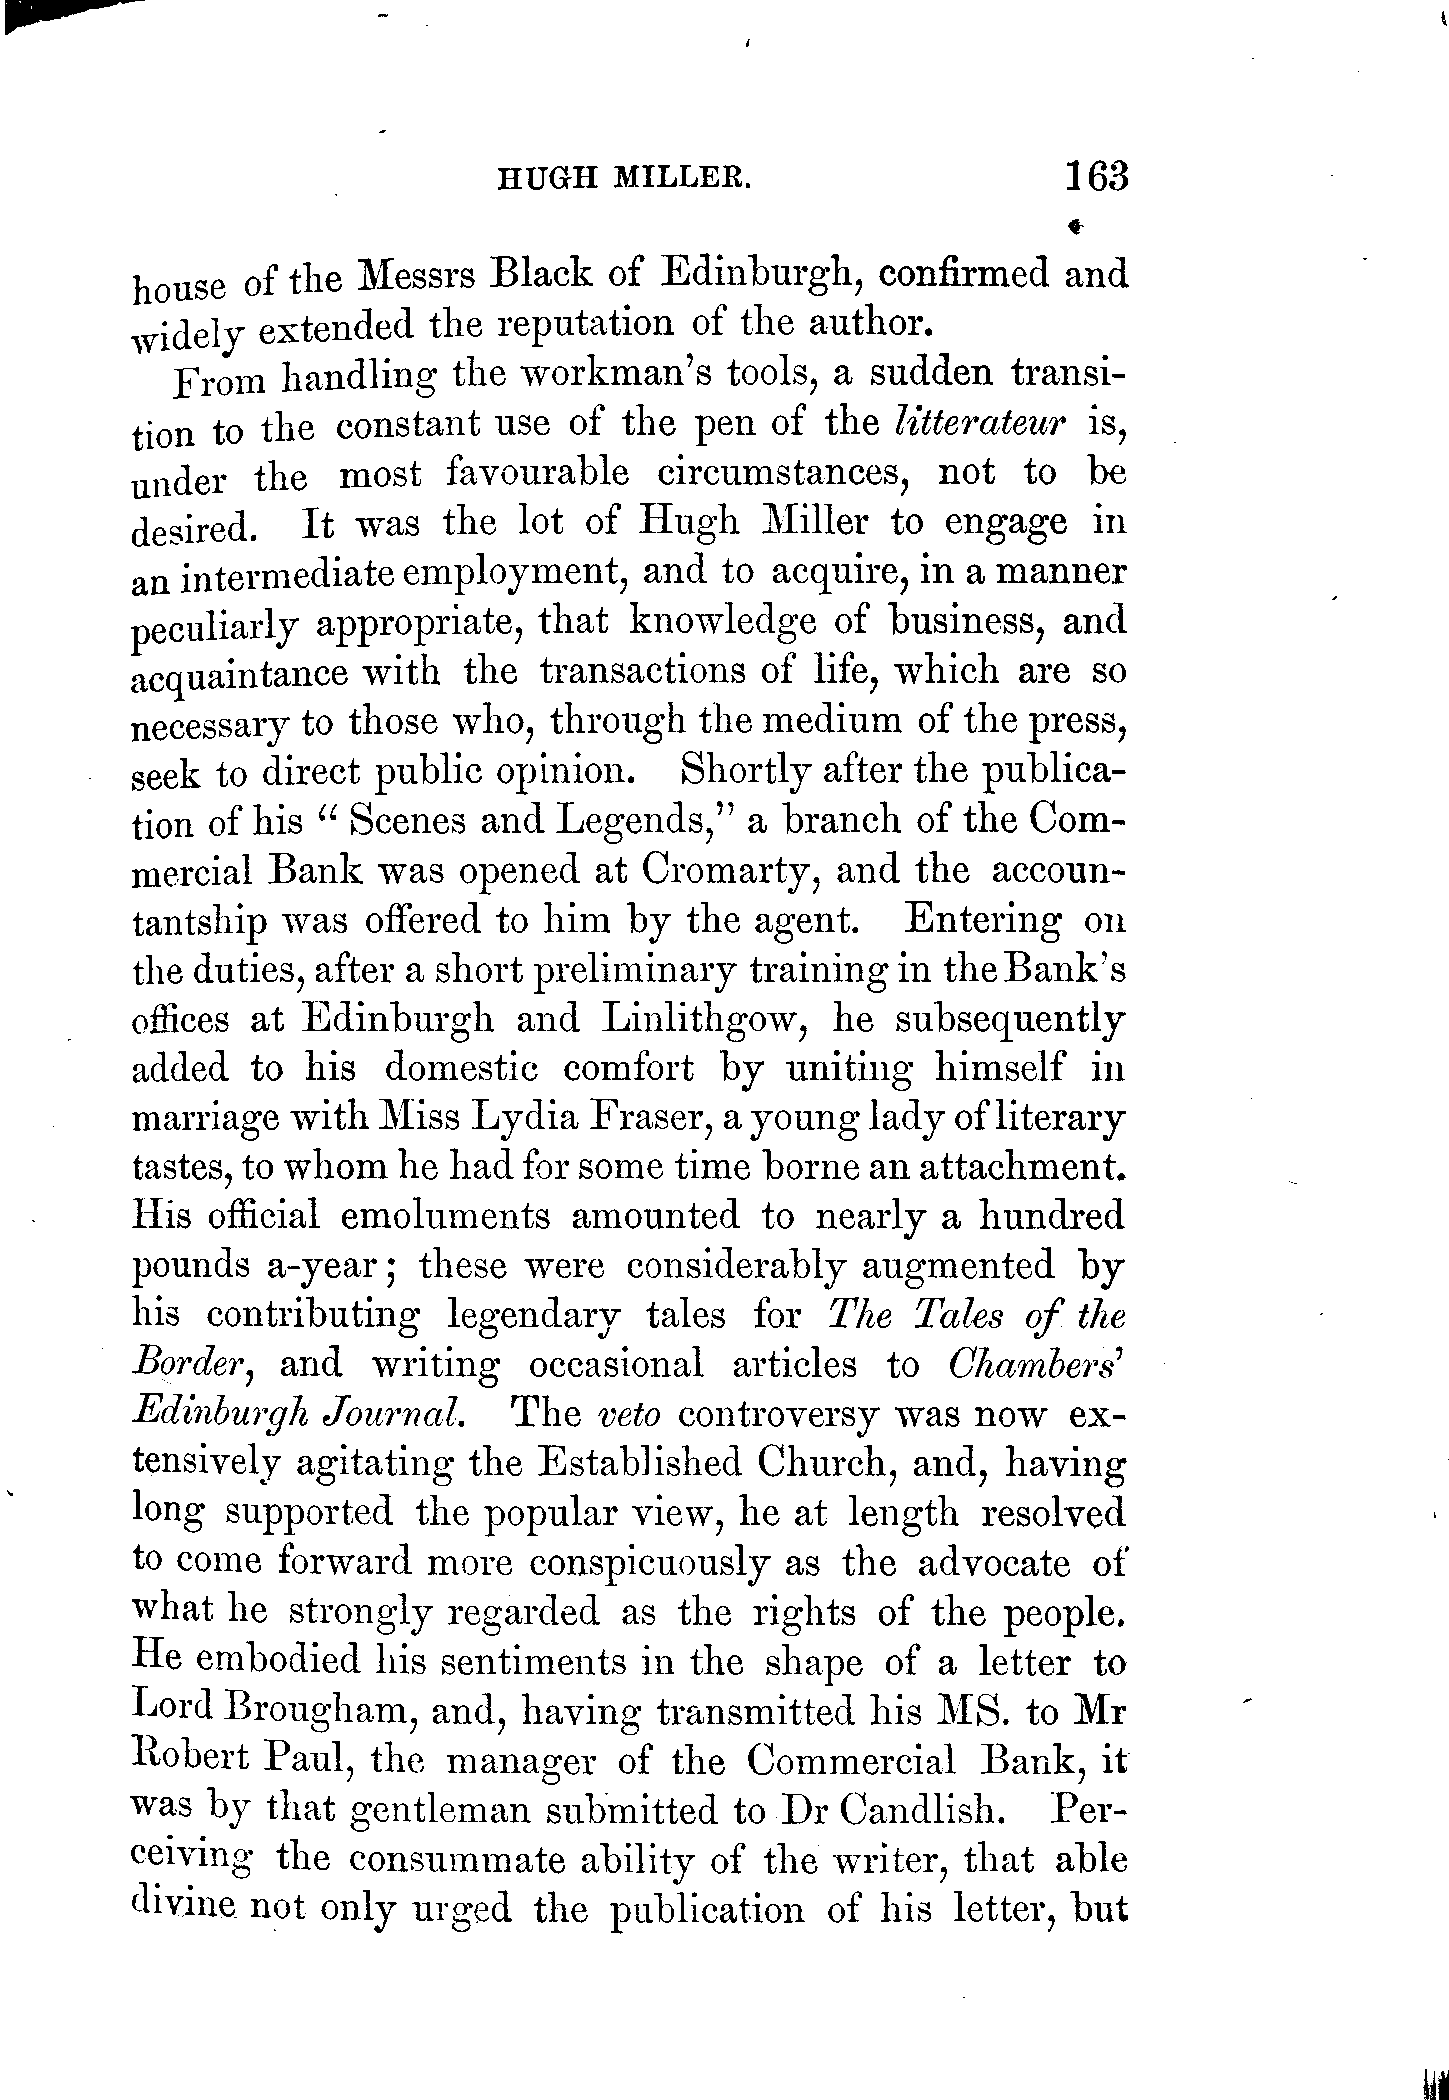 HUGH MILLER. 163
house of the Messrs Black of Edinburgh, confirmed and
widely extended the reputation of the author.
From handling the workman's tools, a sudden transi-
tion to the constant use of the pen of the litterateur is,
under the most favourable circumstances, not to be
desired. It was the lot of Hugh Miller to engage in
an intermediate employment, and to acquire, in a manner
peculiarly appropriate, that knowledge of business, and
acquaintance with the transactions of life, which are so
necessary to those who, through the medium of the press,
seek to direct public opinion. Shortly after the publica-
tion of his “ Scenes and Legends,” a branch of the Com-
mercial Bank was opened at Cromarty, and the accoun-
tantship was offered to him by the agent. Entering on
the duties, after a short preliminary training in the Bank's
offices at Edinburgh and Linlithgow, he subsequently
added to his domestic comfort by uniting himself in
marriage with Miss Lydia Fraser, a young lady of literary
tastes, to whom he had for some time borne an attachment.
His official emoluments amounted to nearly a hundred
pounds a-year; these were considerably augmented by
his contributing legendary tales for The Tales of the
Border, and writing occasional articles to Chambers'
Edinburgh Journal. The veto controversy was now ex-
tensively agitating the Established Church, and, having
long supported the popular view, he at length resolved
to come forward more conspicuously as the advocate of
what he strongly regarded as the rights of the people.
He embodied his sentiments in the shape of a letter to
Lord Brougham, and, having transmitted his MS. to Mr
Robert Paul, the manager of the Commercial Bank, it
was by that gentleman submitted to Dr Candlish. Per-
ceiving the consummate ability of the writer, that able
divine not only urged the publication of his letter, but